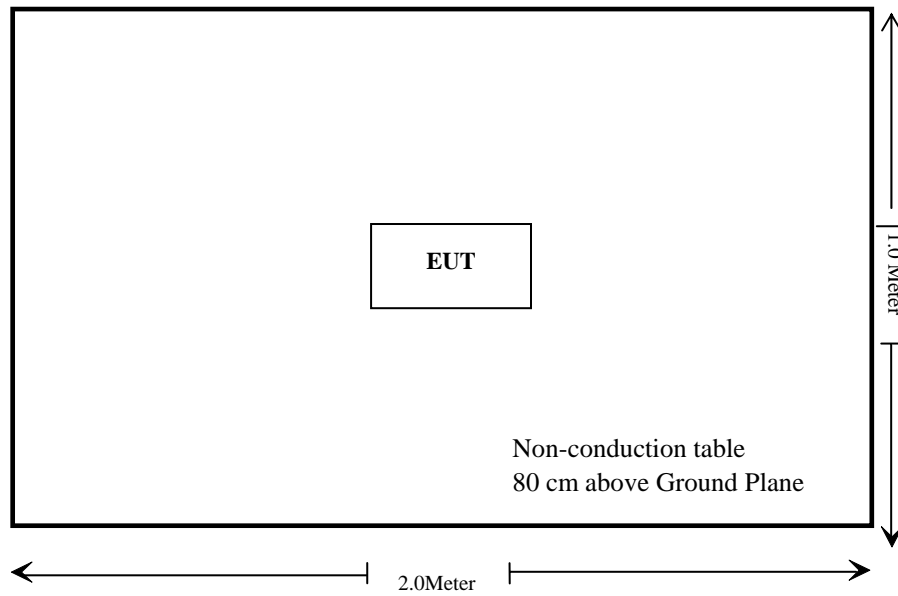 EUT
1.0 Meter
Non-conduction table
80 cm above Ground Plane
2.0Meter